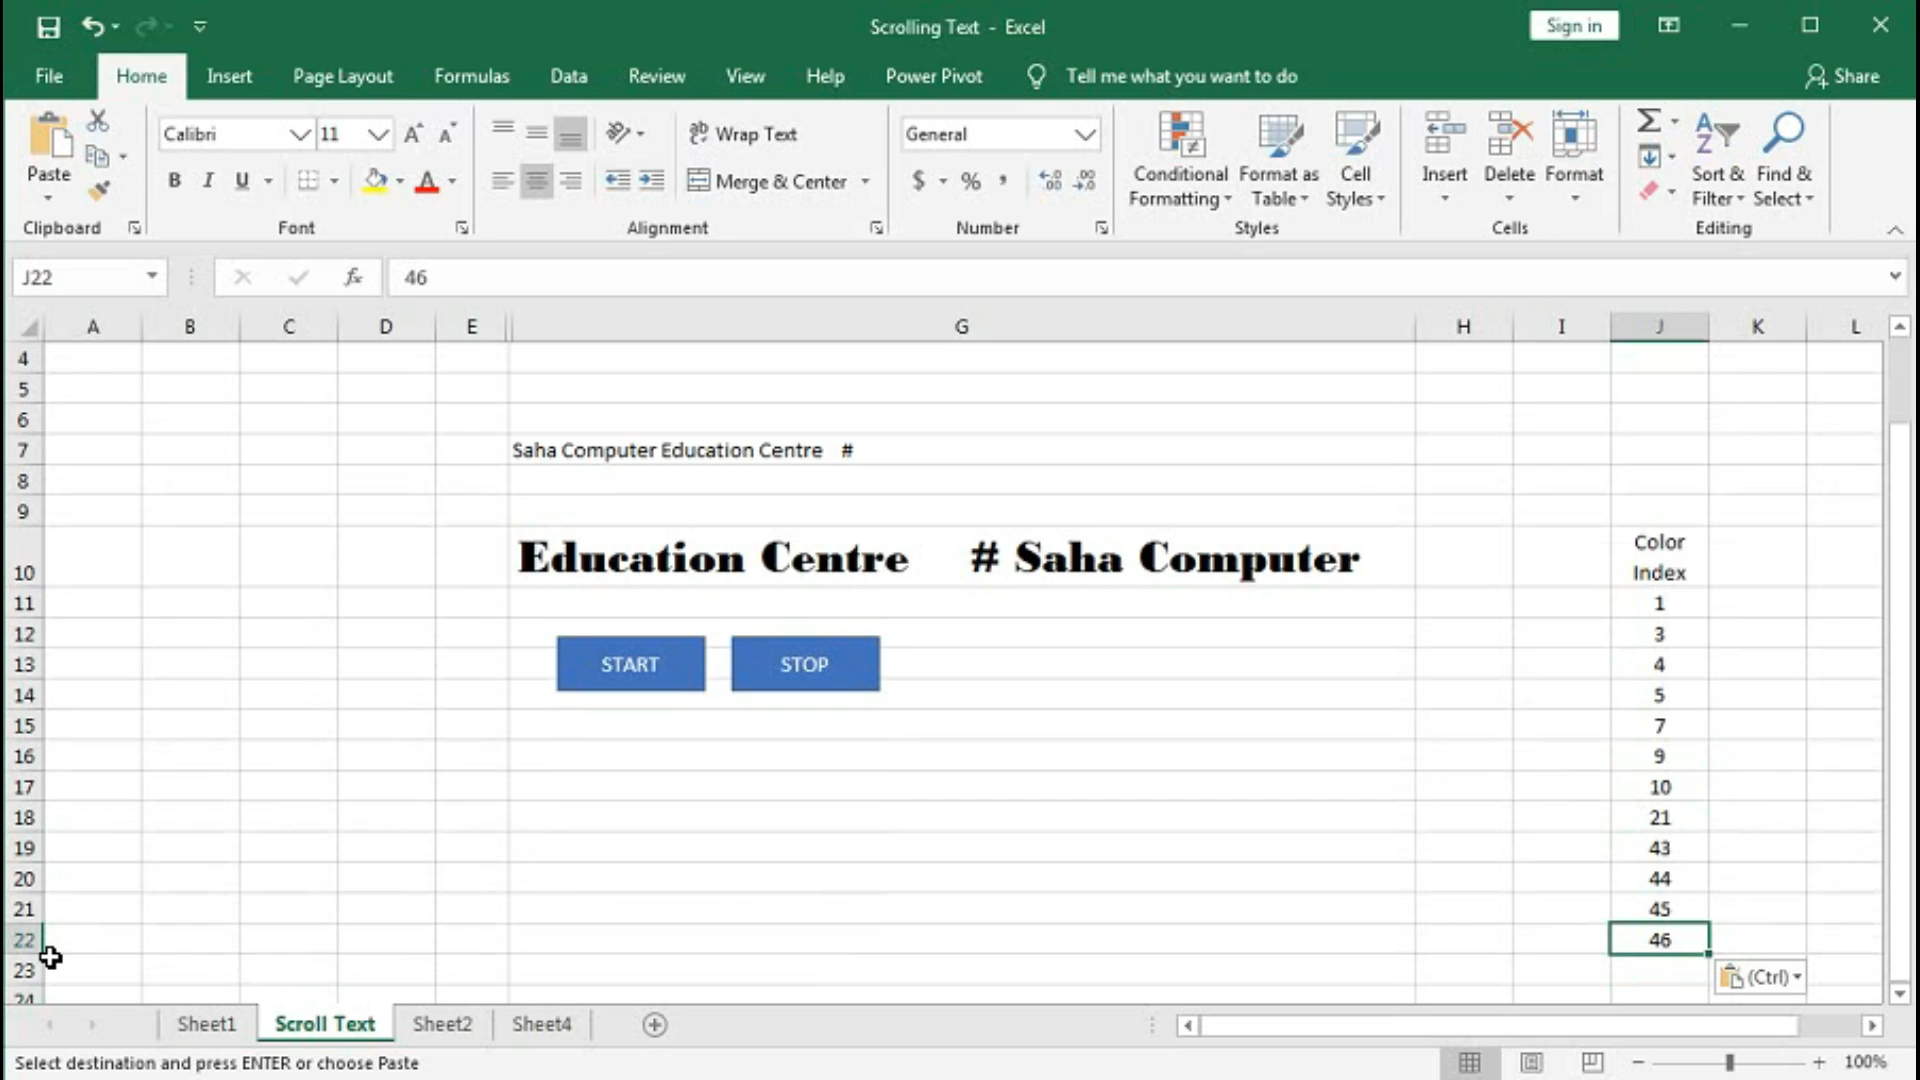 Scrolling Text - Excel
Sign in
File Home Insert Page Layout Formulas Data Review View Help Power Pivot Tell me what you want to do Share
Paste
Clipboard
Calibri 11
B I U
Font
Wrap Text
Merge & Center
Alignment
General
$ % ,
Number
Conditional Formatting
Format as Table
Cell Styles
Styles
Insert Delete Format
Cells
Sort & Filter
Find & Select
Editing
J22 fx 46
A B C D E G H I J K L
4
5
6
7 Saha Computer Education Centre #
8
9
10 Education Centre # Saha Computer Color Index
11 1
12 3
START STOP
13 4
14 5
15 7
16 9
17 10
18 21
19 43
20 44
21 45
22 46
23
(Ctrl)
24
Sheet1 Scroll Text Sheet2 Sheet4
Select destination and press ENTER or choose Paste
100%